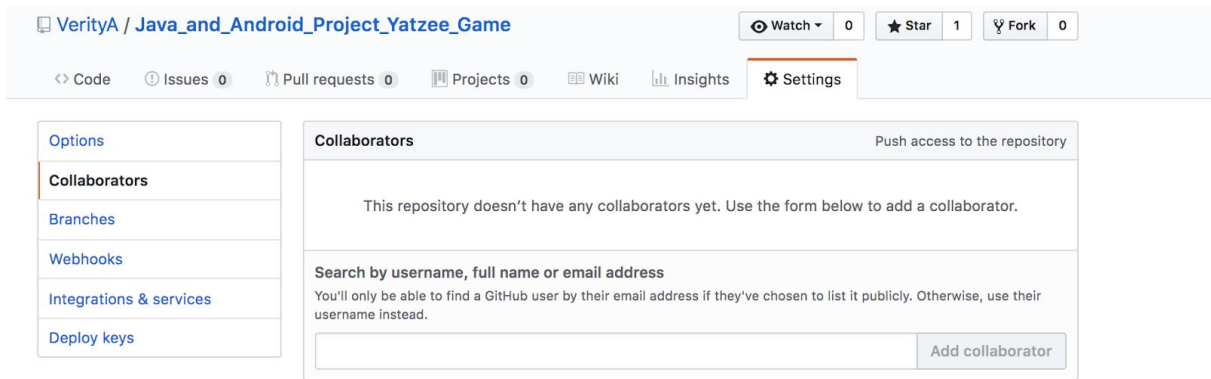 VerityA / Java_and_Android_Project_Yatzee_Game Watch 0 Star 1 Fork 0
Code Issues 0 Pull requests 0 Projects 0 Wiki Insights Settings
Options
Collaborators
Branches
Webhooks
Integrations & services
Deploy keys
Collaborators Push access to the repository
This repository doesn't have any collaborators yet. Use the form below to add a collaborator.
Search by username, full name or email address
You'll only be able to find a GitHub user by their email address if they've chosen to list it publicly. Otherwise, use their
username instead.
Add collaborator